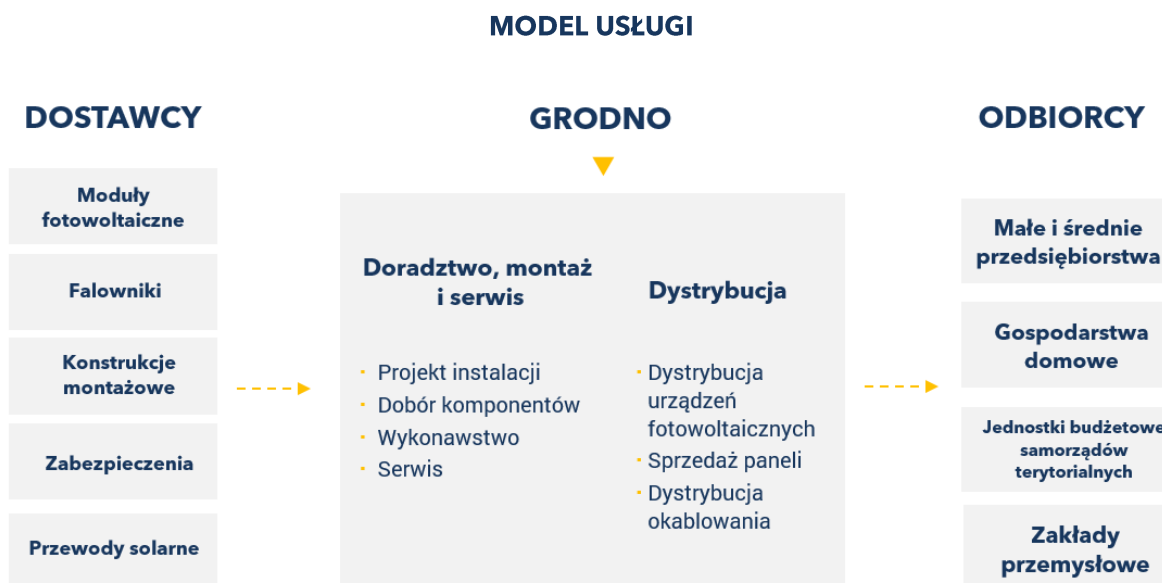 MODEL USŁUGI
DOSTAWCY
Moduły
fotowoltaiczne
Falowniki
Konstrukcje
montażowe
Zabezpieczenia
Przewody solarne
GRODNO
Doradztwo, montaż
i serwis
· Projekt instalacji
· Dobór komponentów
· Wykonawstwo
· Serwis
Dystrybucja
· Dystrybucja
urządzeń
fotowoltaicznych
· Sprzedaż paneli
· Dystrybucja
okablowania
ODBIORCY
Małe i średnie
przedsiębiorstwa
Gospodarstwa
domowe
Jednostki budżetowe
samorządów
terytorialnych
Zakłady
przemysłowe